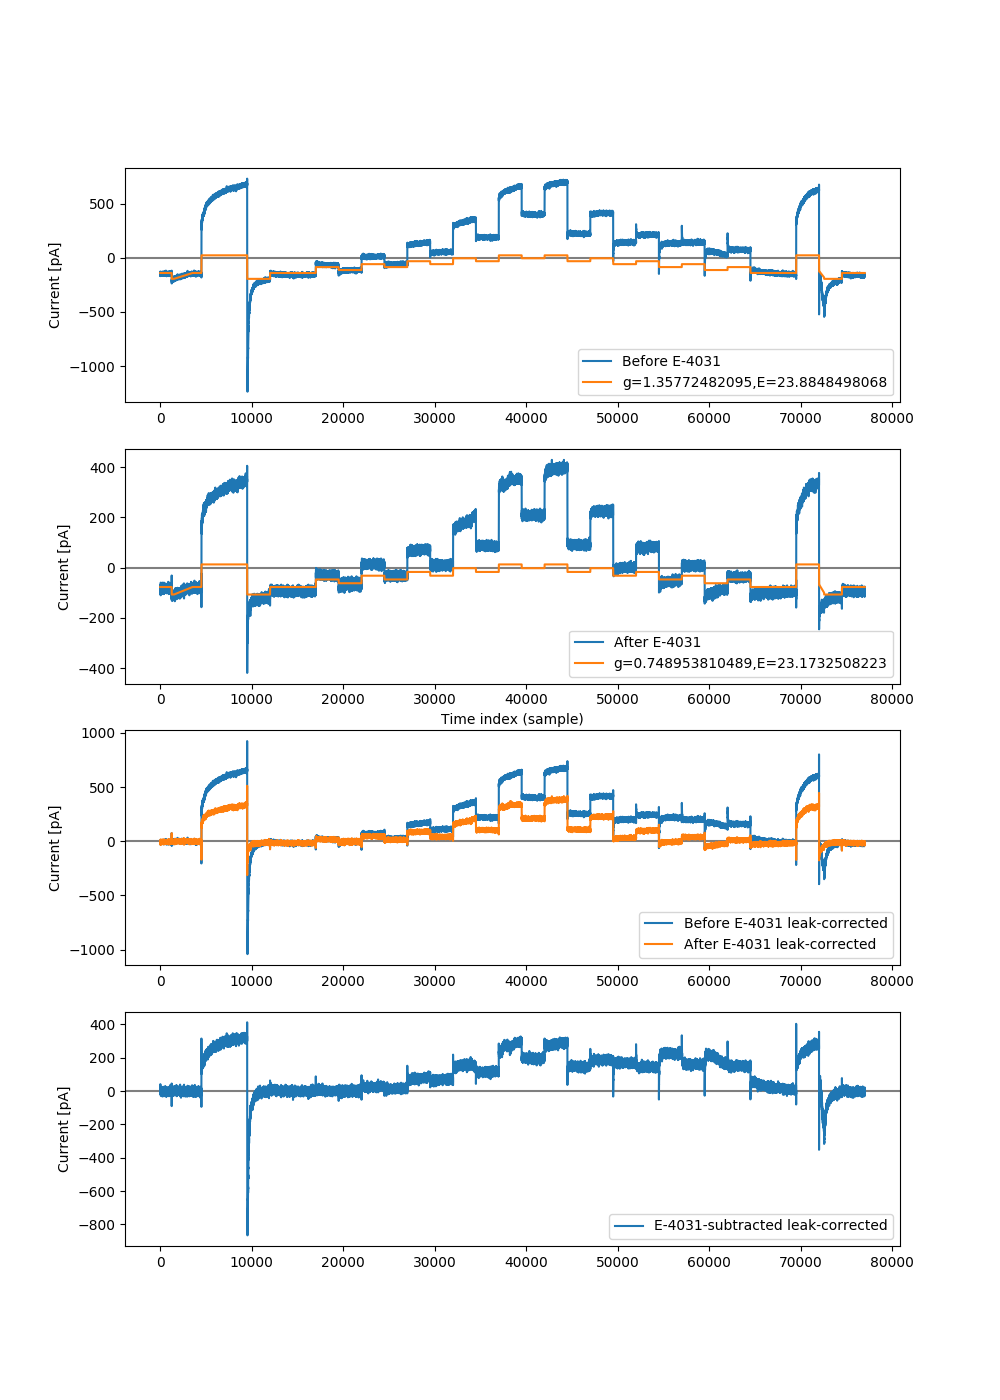 500
0
−500
−1000
Current [pA]
Before E-4031
g=1.35772482095,E=23.8848498068
0 10000 20000 30000 40000 50000 60000 70000 80000
400
200
0
−200
−400
Current [pA]
After E-4031
g=0.748953810489,E=23.1732508223
0 10000 20000 30000 40000 50000 60000 70000 80000
Time index (sample)
1000
500
0
−500
−1000
Current [pA]
Before E-4031 leak-corrected
After E-4031 leak-corrected
0 10000 20000 30000 40000 50000 60000 70000 80000
400
200
0
−200
−400
−600
−800
Current [pA]
E-4031-subtracted leak-corrected
0 10000 20000 30000 40000 50000 60000 70000 80000